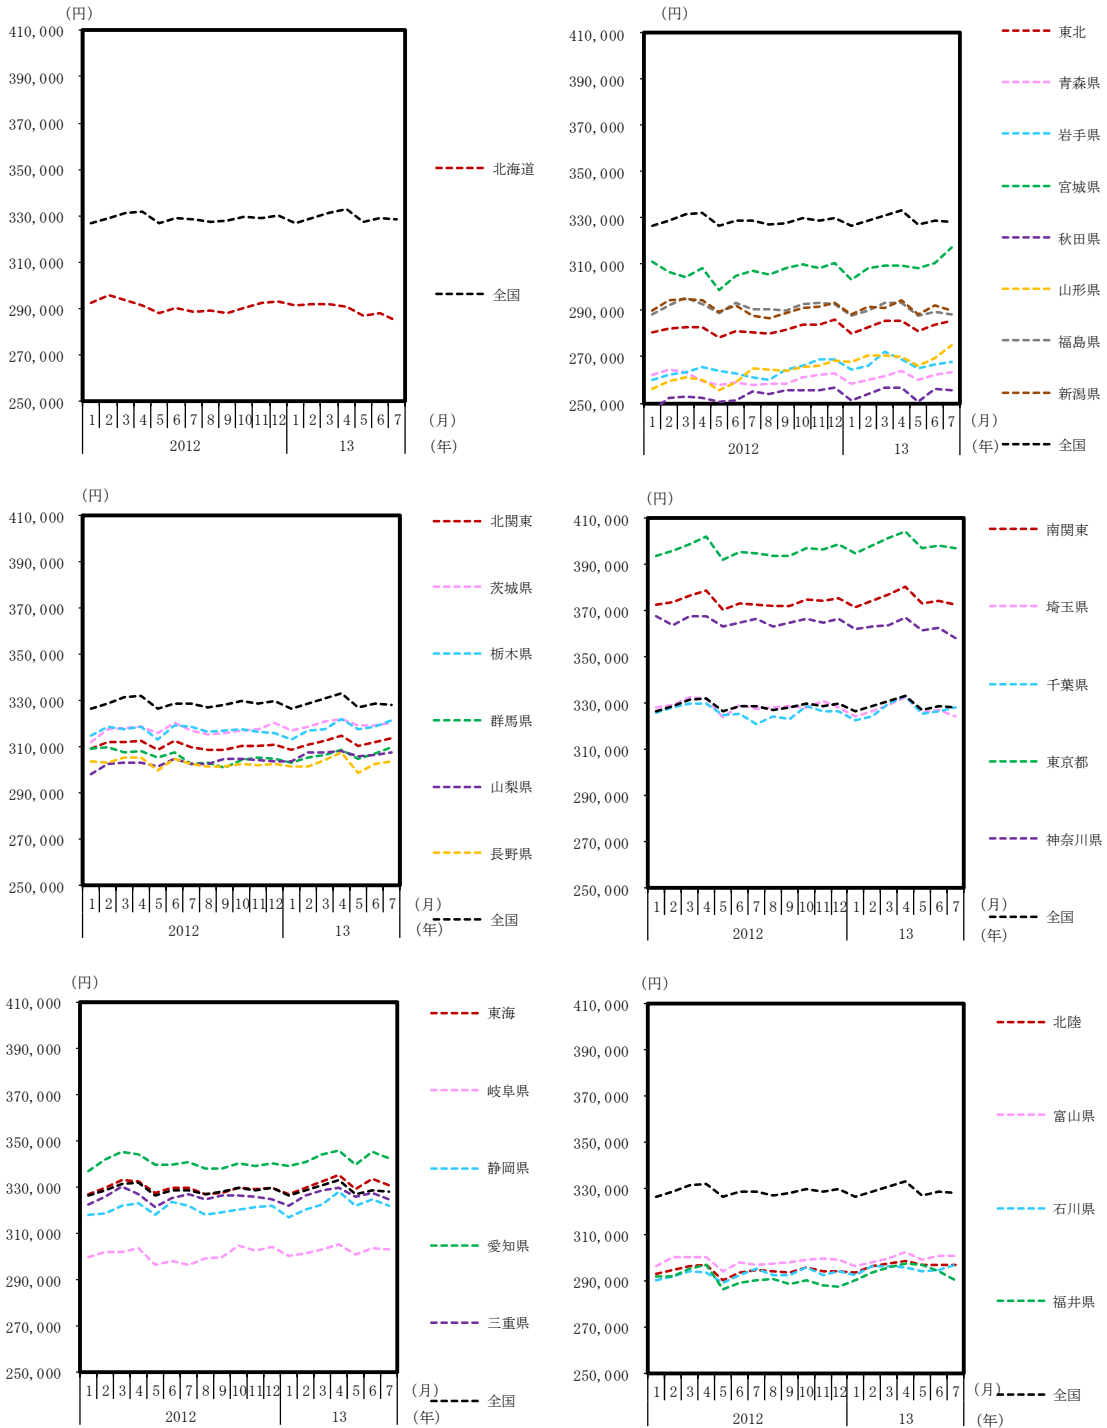 (円)
410,000
390,000
370,000
350,000
330,000
310,000
290,000
270,000
250,000
北海道
全国
1 2 3 4 5 6 7 8 9 10 11 12 1 2 3 4 5 6 7 (月)
2012 13 (年)
(円)
410,000
390,000
370,000
350,000
330,000
310,000
290,000
270,000
250,000
東北
青森県
岩手県
宮城県
秋田県
山形県
福島県
新潟県
全国
1 2 3 4 5 6 7 8 9 10 11 12 1 2 3 4 5 6 7 (月)
2012 13 (年)
(円)
410,000
390,000
370,000
350,000
330,000
310,000
290,000
270,000
250,000
北関東
茨城県
栃木県
群馬県
山梨県
長野県
全国
1 2 3 4 5 6 7 8 9 10 11 12 1 2 3 4 5 6 7 (月)
2012 13 (年)
(円)
410,000
390,000
370,000
350,000
330,000
310,000
290,000
270,000
250,000
南関東
埼玉県
千葉県
東京都
神奈川県
全国
1 2 3 4 5 6 7 8 9 10 11 12 1 2 3 4 5 6 7 (月)
2012 13 (年)
(円)
410,000
390,000
370,000
350,000
330,000
310,000
290,000
270,000
250,000
東海
岐阜県
静岡県
愛知県
三重県
全国
1 2 3 4 5 6 7 8 9 10 11 12 1 2 3 4 5 6 7 (月)
2012 13 (年)
(円)
410,000
390,000
370,000
350,000
330,000
310,000
290,000
270,000
250,000
北陸
富山県
石川県
福井県
全国
1 2 3 4 5 6 7 8 9 10 11 12 1 2 3 4 5 6 7 (月)
2012 13 (年)